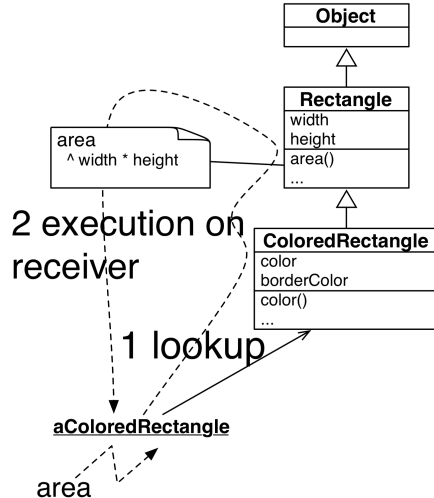 Object
Rectangle
width
height
area()
...
area
^ width * height
2 execution on
receiver
ColoredRectangle
color
borderColor
color()
...
1 lookup
aColoredRectangle
area